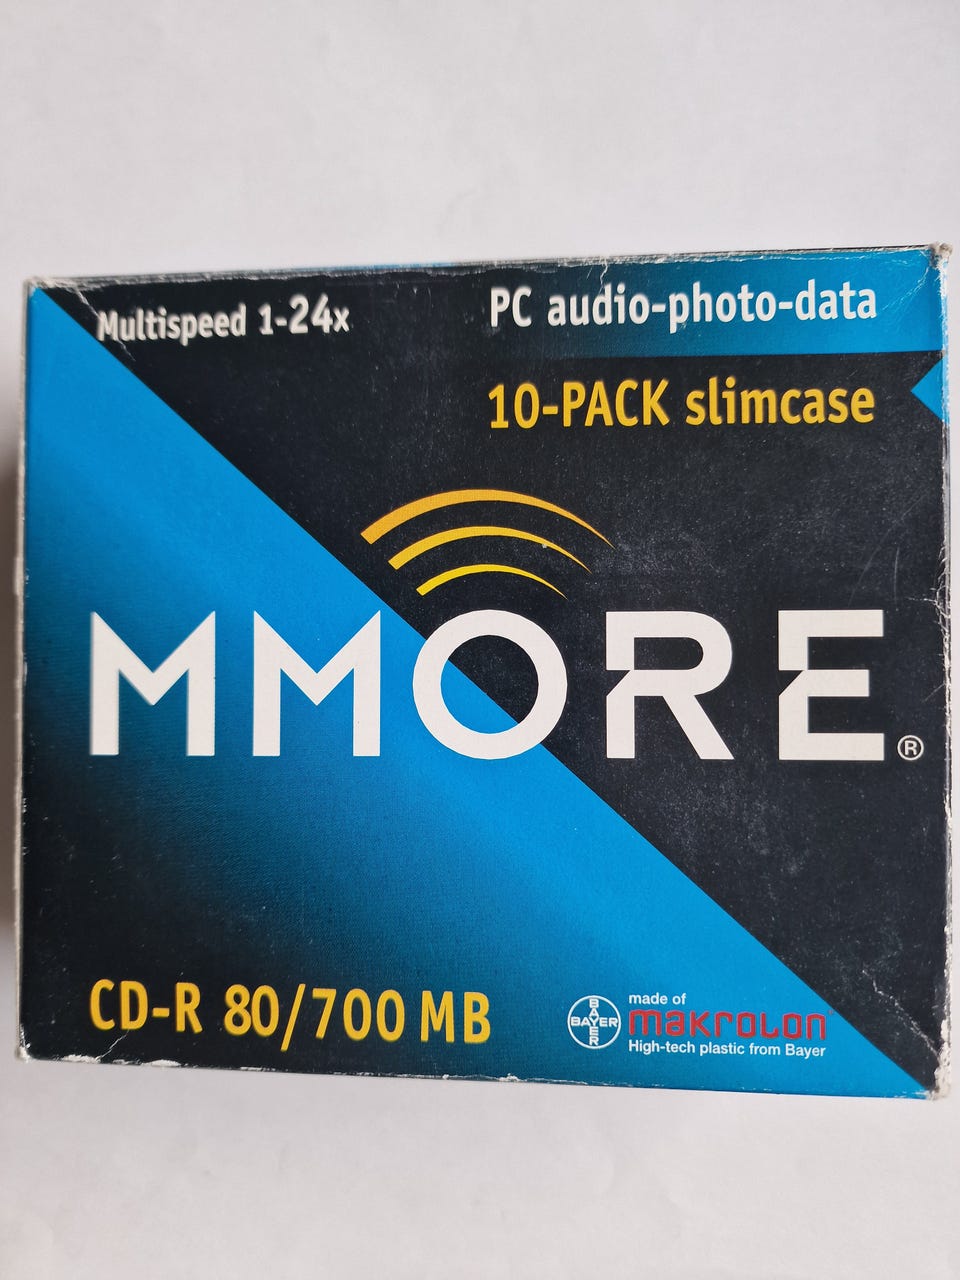 Multispeed 1-24x
PC audio-photo-data
10-PACK slimcase
MMORE®
CD-R 80/700 MB
BAYER
BAYER
made of
makrolon
High-tech plastic from Bayer